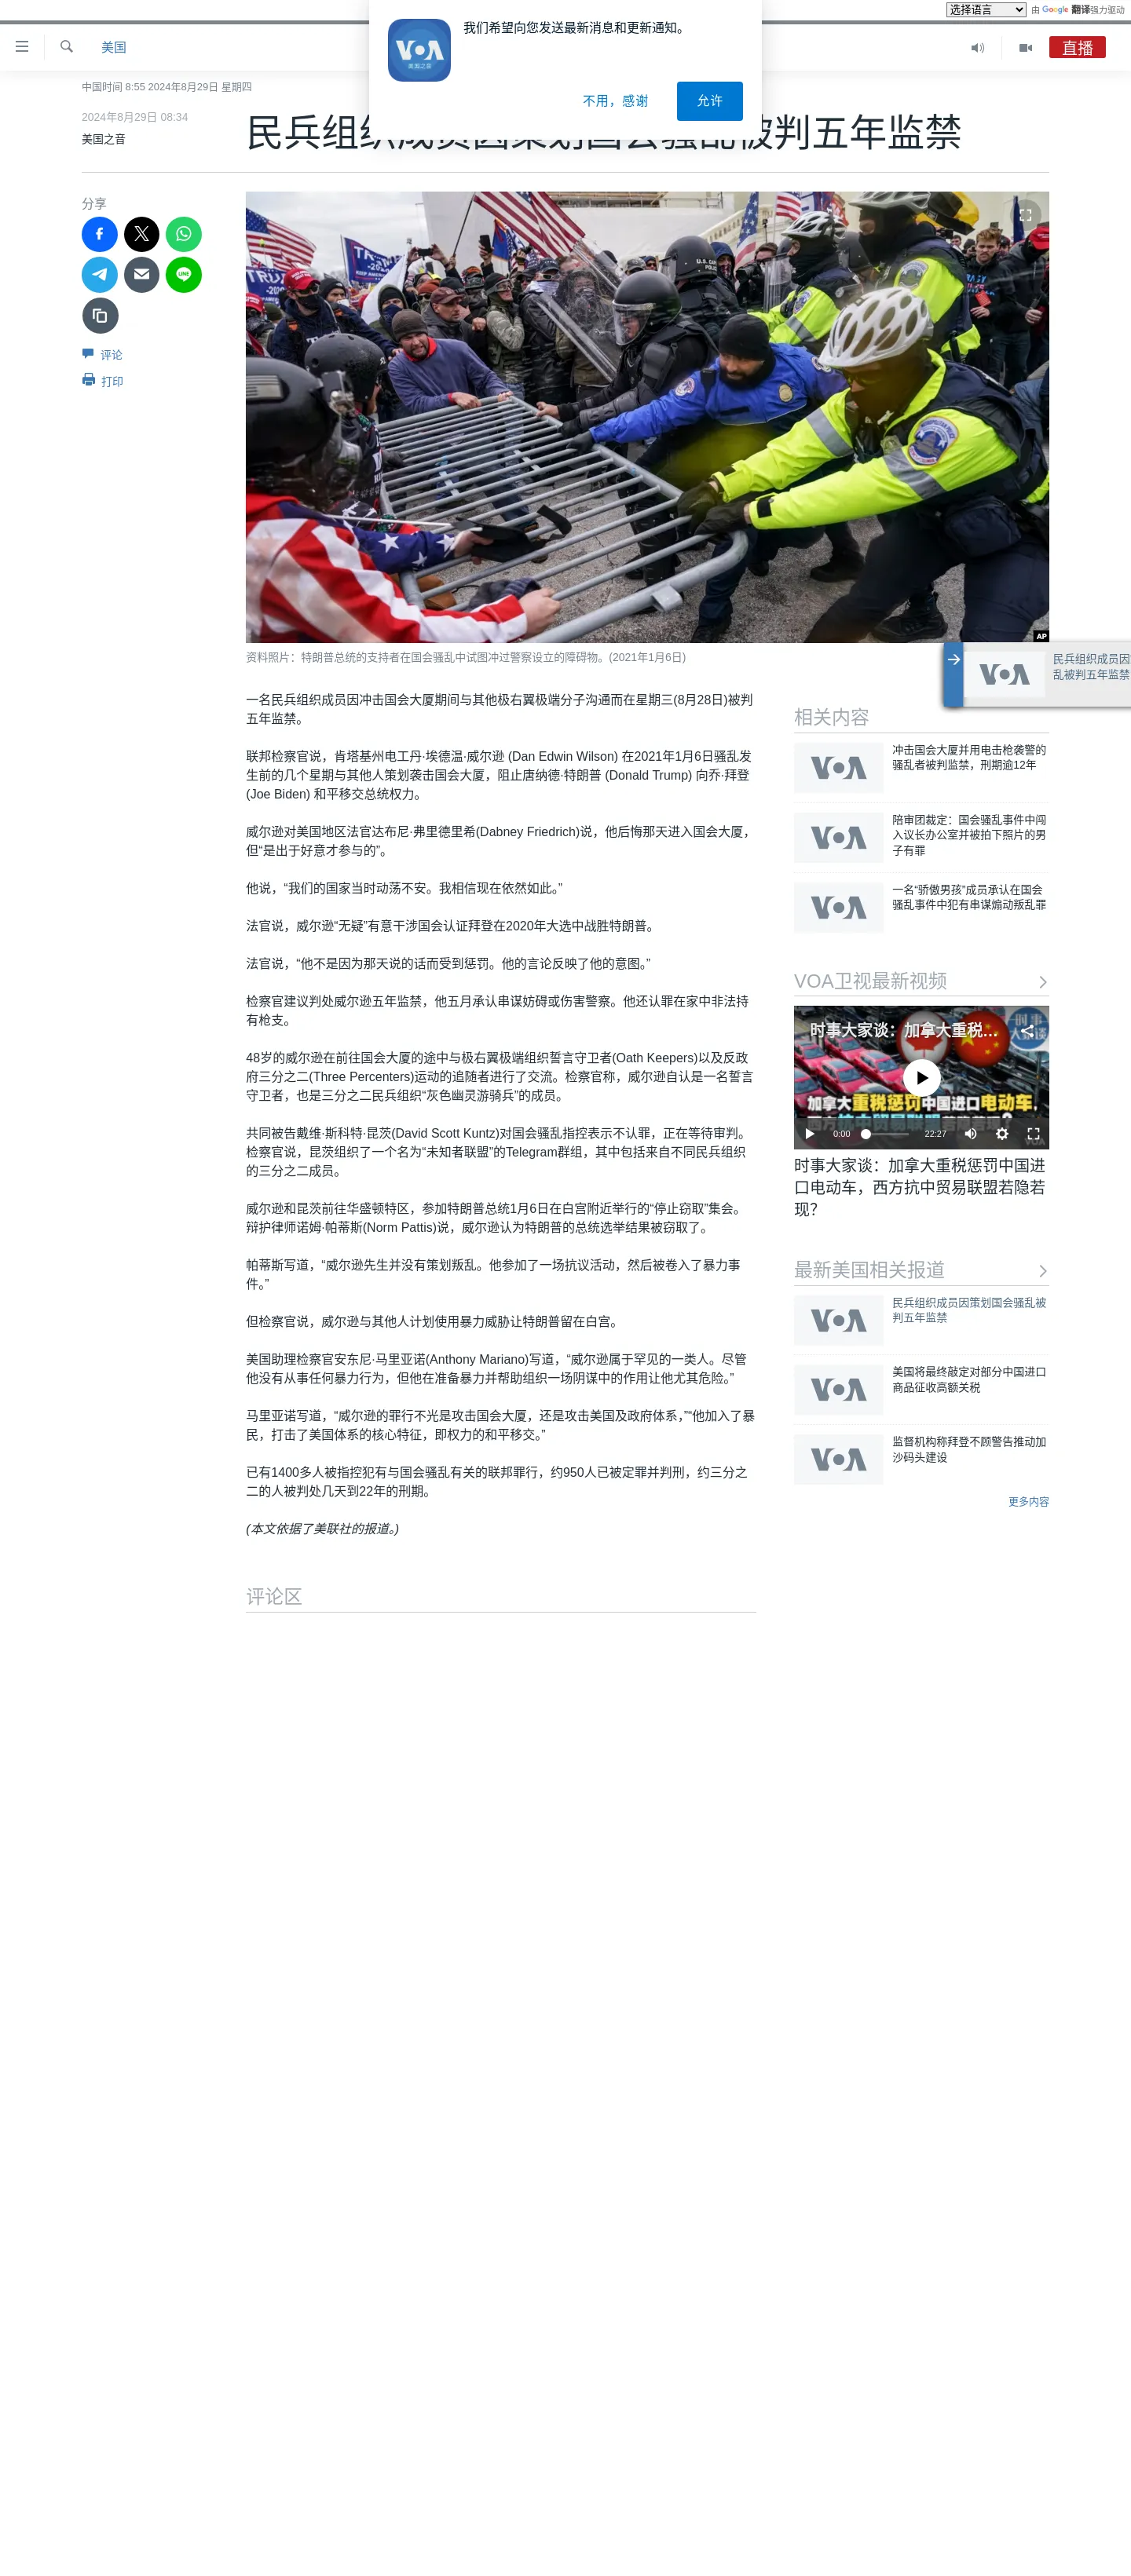 选择语言 由 Google 翻译强力驱动
美国
直播
我们希望向您发送最新消息和更新通知。
VOA
美国之音
不用，感谢
允许
中国时间 8:55 2024年8月29日 星期四
2024年8月29日 08:34
美国之音
民兵组织成员因策划国会骚乱被判五年监禁
分享
评论
打印
AP
资料照片：特朗普总统的支持者在国会骚乱中试图冲过警察设立的障碍物。(2021年1月6日)
VOA
民兵组织成员因
乱被判五年监禁
一名民兵组织成员因冲击国会大厦期间与其他极右翼极端分子沟通而在星期三(8月28日)被判
五年监禁。
联邦检察官说，肯塔基州电工丹·埃德温·威尔逊 (Dan Edwin Wilson) 在2021年1月6日骚乱发
生前的几个星期与其他人策划袭击国会大厦，阻止唐纳德·特朗普 (Donald Trump) 向乔·拜登
(Joe Biden) 和平移交总统权力。
威尔逊对美国地区法官达布尼·弗里德里希(Dabney Friedrich)说，他后悔那天进入国会大厦，
但“是出于好意才参与的”。
他说，“我们的国家当时动荡不安。我相信现在依然如此。”
法官说，威尔逊“无疑”有意干涉国会认证拜登在2020年大选中战胜特朗普。
法官说，“他不是因为那天说的话而受到惩罚。他的言论反映了他的意图。”
检察官建议判处威尔逊五年监禁，他五月承认串谋妨碍或伤害警察。他还认罪在家中非法持
有枪支。
48岁的威尔逊在前往国会大厦的途中与极右翼极端组织誓言守卫者(Oath Keepers)以及反政
府三分之二(Three Percenters)运动的追随者进行了交流。检察官称，威尔逊自认是一名誓言
守卫者，也是三分之二民兵组织“灰色幽灵游骑兵”的成员。
共同被告戴维·斯科特·昆茨(David Scott Kuntz)对国会骚乱指控表示不认罪，正在等待审判。
检察官说，昆茨组织了一个名为“未知者联盟”的Telegram群组，其中包括来自不同民兵组织
的三分之二成员。
威尔逊和昆茨前往华盛顿特区，参加特朗普总统1月6日在白宫附近举行的“停止窃取”集会。
辩护律师诺姆·帕蒂斯(Norm Pattis)说，威尔逊认为特朗普的总统选举结果被窃取了。
帕蒂斯写道，“威尔逊先生并没有策划叛乱。他参加了一场抗议活动，然后被卷入了暴力事
件。”
但检察官说，威尔逊与其他人计划使用暴力威胁让特朗普留在白宫。
美国助理检察官安东尼·马里亚诺(Anthony Mariano)写道，“威尔逊属于罕见的一类人。尽管
他没有从事任何暴力行为，但他在准备暴力并帮助组织一场阴谋中的作用让他尤其危险。”
马里亚诺写道，“威尔逊的罪行不光是攻击国会大厦，还是攻击美国及政府体系，”“他加入了暴
民，打击了美国体系的核心特征，即权力的和平移交。”
已有1400多人被指控犯有与国会骚乱有关的联邦罪行，约950人已被定罪并判刑，约三分之
二的人被判处几天到22年的刑期。
(本文依据了美联社的报道。)
评论区
相关内容
VOA
冲击国会大厦并用电击枪袭警的
骚乱者被判监禁，刑期逾12年
VOA
陪审团裁定：国会骚乱事件中闯
入议长办公室并被拍下照片的男
子有罪
VOA
一名“骄傲男孩”成员承认在国会
骚乱事件中犯有串谋煽动叛乱罪
VOA卫视最新视频
时事大家谈：加拿大重税...
加拿大重税惩罚中国进口电动车，
0:00
22:27
时事大家谈：加拿大重税惩罚中国进
口电动车，西方抗中贸易联盟若隐若
现？
最新美国相关报道
VOA
民兵组织成员因策划国会骚乱被
判五年监禁
VOA
美国将最终敲定对部分中国进口
商品征收高额关税
VOA
监督机构称拜登不顾警告推动加
沙码头建设
更多内容